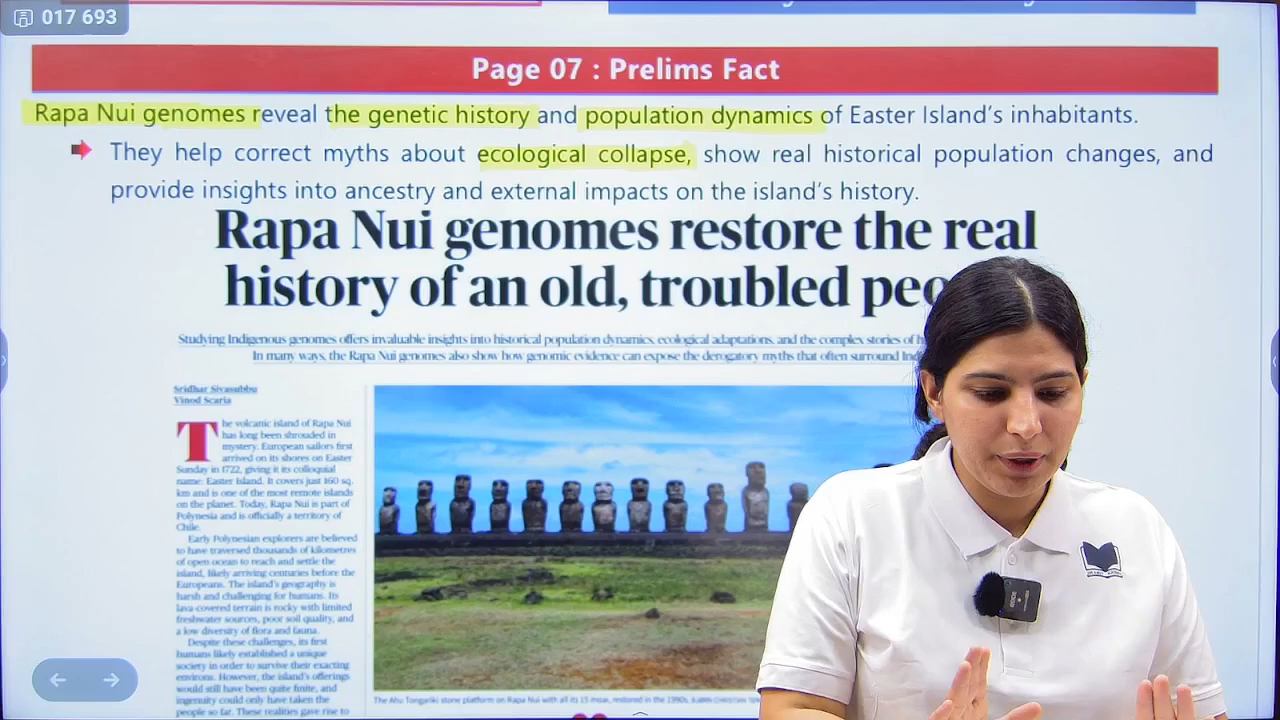 017 693
Page 07 : Prelims Fact
Rapa Nui genomes reveal the genetic history and population dynamics of Easter Island's inhabitants.
They help correct myths about ecological collapse, show real historical population changes, and
provide insights into ancestry and external impacts on the island's history.
Rapa Nui genomes restore the real
history of an old, troubled peo
Studying Indigenous genomes offers invaluable insights into historical population dynamics, ecological adaptations, and the complex stories of h
In many ways, the Rapa Nui genomes also show how genomic evidence can expose the derogatory myths that often surround Ind
Sridhar Sivasubbu
Vinod Scaria
The volcanic island of Rapa Nui
has long been shrouded in
mystery. European sailors first
arrived on its shores on Easter
Sunday in 1722, giving it its colloquial
name: Easter Island. It covers just 160 sq.
km and is one of the most remote islands
on the planet. Today, Rapa Nui is part of
Polynesia and is officially a territory of
Chile.
Early Polynesian explorers are believed
to have traversed thousands of kilometres
of open ocean to reach and settle the
island, likely arriving centuries before the
Europeans. The island's geography is
harsh and challenging for humans. Its
lava-covered terrain is rocky with limited
freshwater sources, poor soil quality, and
a low diversity of flora and fauna.
Despite these challenges, its first
humans likely established a unique
society in order to survive their exacting
environs. However, the island's offerings
would still have been quite finite, and
ingenuity could only have taken the
people so far. These realities gave rise to
The Ahu Tongariki stone platform on Rapa Nui with all its 15 moai, restored in the 1990s.